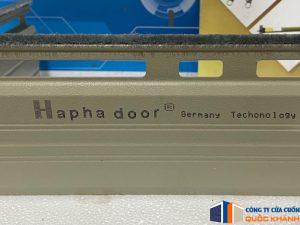 Hapha door® Germany Techonology
CÔNG TY CỬA CUỐN
QUỐC KHÁNH